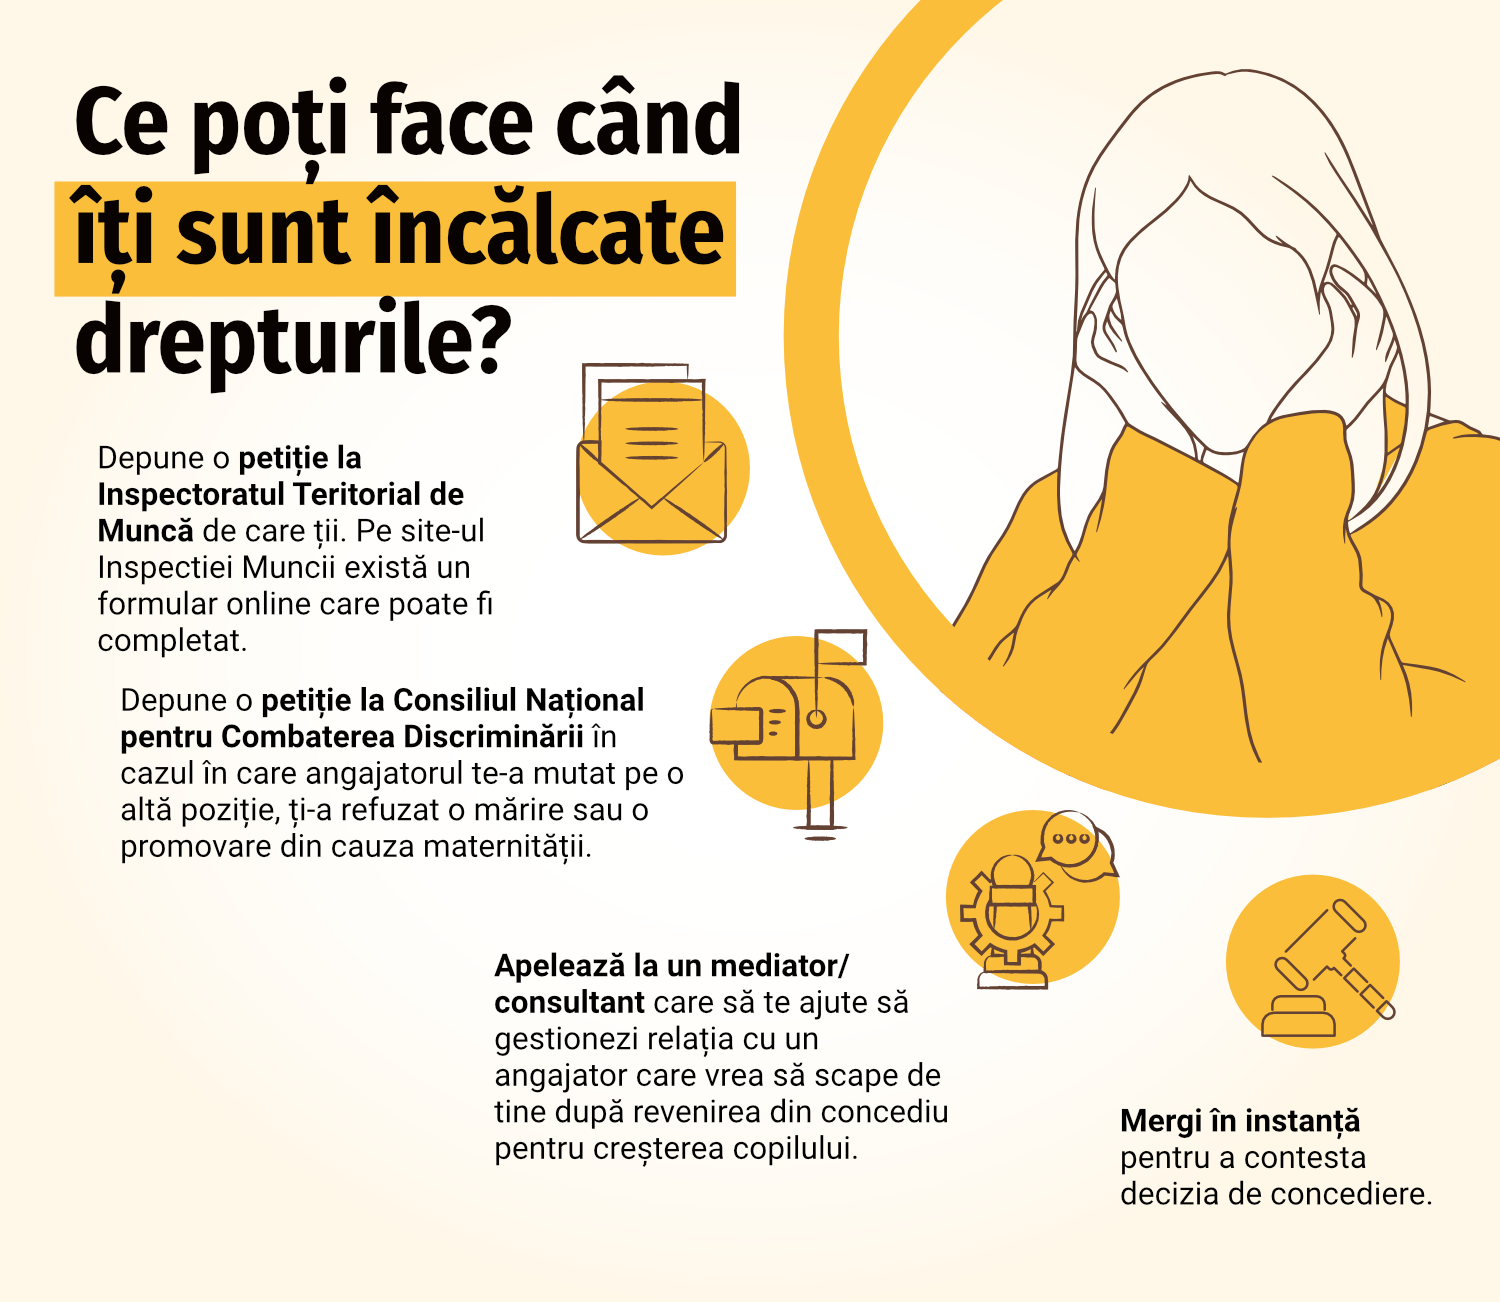 Ce poți face când
îți sunt încălcate
drepturile?
Depune o petiție la
Inspectoratul Teritorial de
Muncă de care ții. Pe site-ul
Inspectiei Muncii există un
formular online care poate fi
completat.
Depune o petiție la Consiliul Național
pentru Combaterea Discriminării în
cazul în care angajatorul te-a mutat pe o
altă poziție, ți-a refuzat o mărire sau o
promovare din cauza maternității.
Apelează la un mediator/
consultant care să te ajute să
gestionezi relația cu un
angajator care vrea să scape de
tine după revenirea din concediu
pentru creșterea copilului.
Mergi în instanță
pentru a contesta
decizia de concediere.